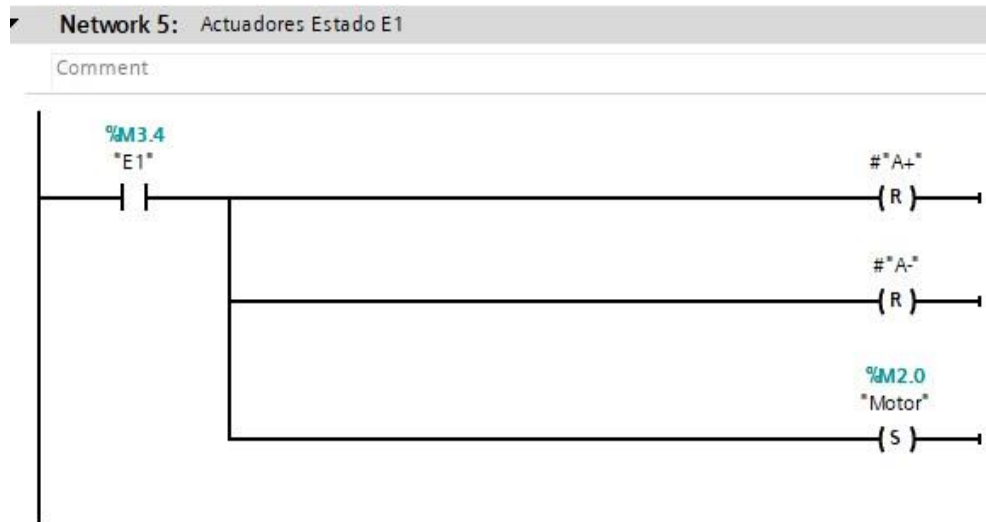 Network 5: Actuadores Estado E1
Comment
%M3.4
"E1"
#"A+"
R
#"A-"
R
%M2.0
"Motor"
S